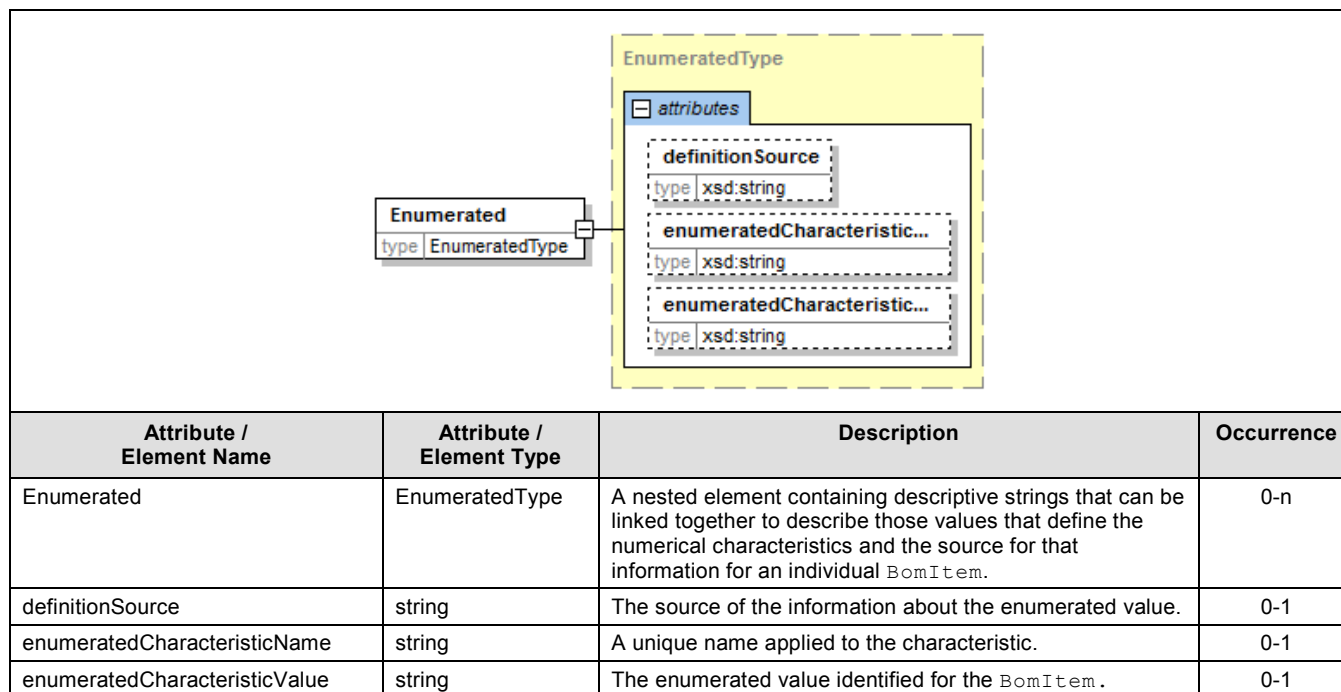 EnumeratedType
attributes
definitionSource
type xsd:string
Enumerated
type EnumeratedType
enumeratedCharacteristic...
type xsd:string
enumeratedCharacteristic...
type xsd:string
Attribute /
Element Name
Attribute /
Element Type
Description
Occurrence
Enumerated
EnumeratedType
A nested element containing descriptive strings that can be
linked together to describe those values that define the
numerical characteristics and the source for that
information for an individual BomItem.
0-n
definitionSource
string
The source of the information about the enumerated value.
0-1
enumeratedCharacteristicName
string
A unique name applied to the characteristic.
0-1
enumeratedCharacteristicValue
string
The enumerated value identified for the BomItem.
0-1